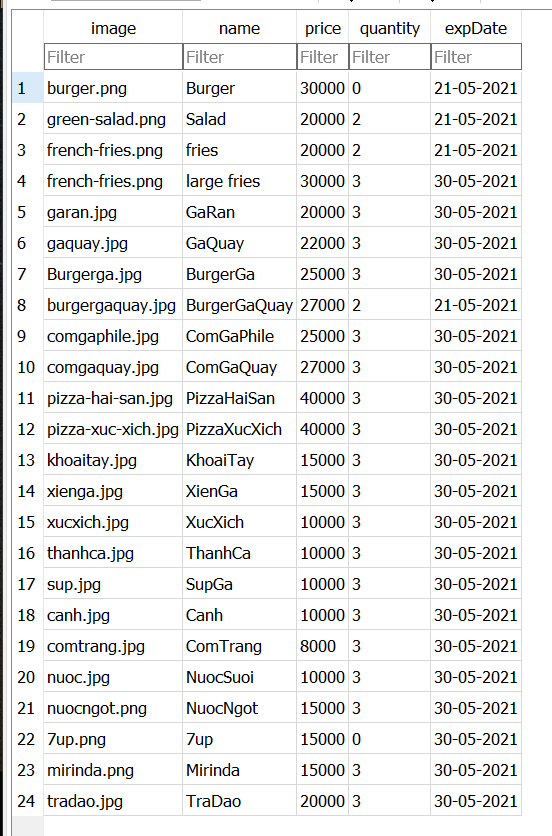 image name price quantity expDate
Filter Filter Filter Filter Filter
1 burger.png Burger 30000 0 21-05-2021
2 green-salad.png Salad 20000 2 21-05-2021
3 french-fries.png fries 20000 2 21-05-2021
4 french-fries.png large fries 30000 3 30-05-2021
5 garan.jpg GaRan 20000 3 30-05-2021
6 gaquay.jpg GaQuay 22000 3 30-05-2021
7 Burgerga.jpg BurgerGa 25000 3 30-05-2021
8 burgergaquay.jpg BurgerGaQuay 27000 2 21-05-2021
9 comgaphile.jpg ComGaPhile 25000 3 30-05-2021
10 comgaquay.jpg ComGaQuay 27000 3 30-05-2021
11 pizza-hai-san.jpg PizzaHaiSan 40000 3 30-05-2021
12 pizza-xuc-xich.jpg PizzaXucXich 40000 3 30-05-2021
13 khoaitay.jpg KhoaiTay 15000 3 30-05-2021
14 xienga.jpg XienGa 15000 3 30-05-2021
15 xucxich.jpg XucXich 10000 3 30-05-2021
16 thanhca.jpg ThanhCa 10000 3 30-05-2021
17 sup.jpg SupGa 10000 3 30-05-2021
18 canh.jpg Canh 10000 3 30-05-2021
19 comtrang.jpg ComTrang 8000 3 30-05-2021
20 nuoc.jpg NuocSuoi 10000 3 30-05-2021
21 nuocngot.png NuocNgot 15000 3 30-05-2021
22 7up.png 7up 15000 0 30-05-2021
23 mirinda.png Mirinda 15000 3 30-05-2021
24 tradao.jpg TraDao 20000 3 30-05-2021